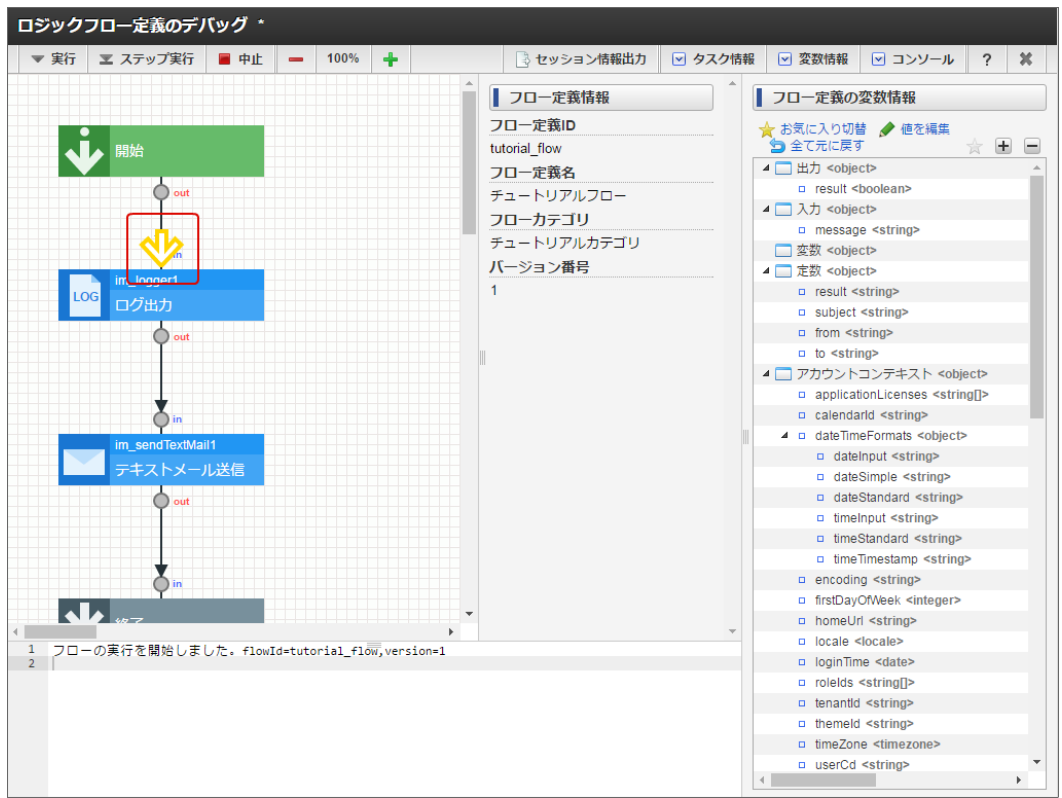 ロジックフロー定義のデバッグ *
実行 ステップ実行 中止 100% セッション情報出力 タスク情報 変数情報 コンソール ?
開始
out
in
im_logger1
LOG
ログ出力
out
in
im_sendTextMail1
テキストメール送信
out
in
終了
フロー定義情報
フロー定義ID
tutorial_flow
フロー定義名
チュートリアルフロー
フローカテゴリ
チュートリアルカテゴリ
バージョン番号
1
フロー定義の変数情報
お気に入り切替 値を編集
全て元に戻す
出力 <object>
result <boolean>
入力 <object>
message <string>
変数 <object>
定数 <object>
result <string>
subject <string>
from <string>
to <string>
アカウントコンテキスト <object>
applicationLicenses <string[]>
calendarId <string>
dateTimeFormats <object>
dateInput <string>
dateSimple <string>
dateStandard <string>
timeInput <string>
timeStandard <string>
timeTimestamp <string>
encoding <string>
firstDayOfWeek <integer>
homeUrl <string>
locale <locale>
loginTime <date>
roleIds <string[]>
tenantId <string>
themeId <string>
timeZone <timezone>
userCd <string>
1 フローの実行を開始しました。flowId=tutorial_flow,version=1
2